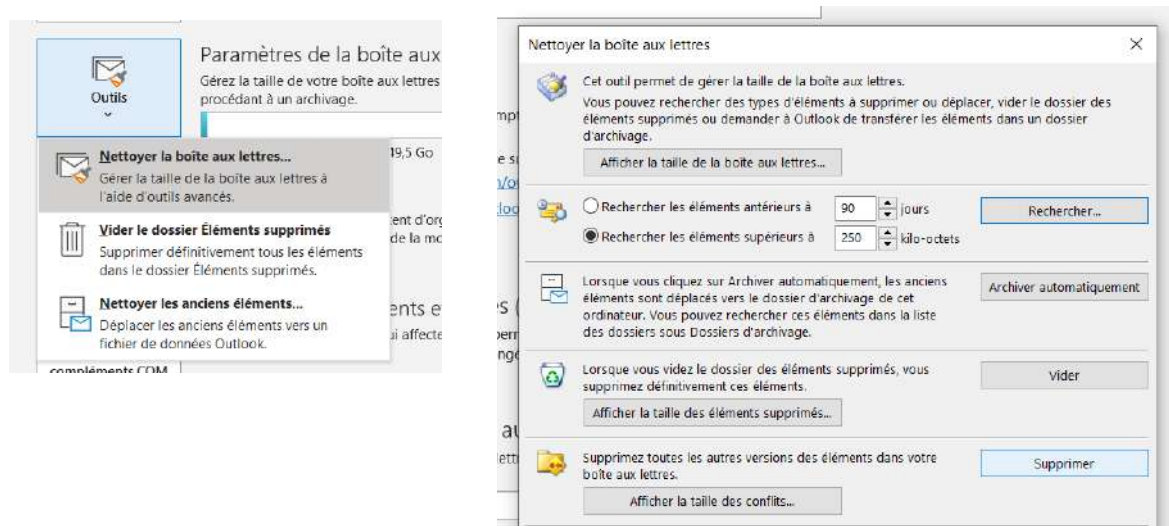 Outils
Paramètres de la boîte aux
Gérez la taille de votre boîte aux lettres
procédant à un archivage.
19,5 Go
Nettoyer la boîte aux lettres...
Gérer la taille de la boîte aux lettres à
l'aide d'outils avancés.
Vider le dossier Éléments supprimés
Supprimer définitivement tous les éléments
dans le dossier Éléments supprimés.
Nettoyer les anciens éléments...
Déplacer les anciens éléments vers un
fichier de données Outlook.
compléments COM
Nettoyer la boîte aux lettres
Cet outil permet de gérer la taille de la boîte aux lettres.
Vous pouvez rechercher des types d'éléments à supprimer ou déplacer, vider le dossier des
éléments supprimés ou demander à Outlook de transférer les éléments dans un dossier
d'archivage.
Afficher la taille de la boîte aux lettres...
Rechercher les éléments antérieurs à 90 jours
Rechercher...
Rechercher les éléments supérieurs à 250 kilo-octets
Lorsque vous cliquez sur Archiver automatiquement, les anciens
éléments sont déplacés vers le dossier d'archivage de cet
ordinateur. Vous pouvez rechercher ces éléments dans la liste
des dossiers sous Dossiers d'archivage.
Archiver automatiquement
Lorsque vous videz le dossier des éléments supprimés, vous
supprimez définitivement ces éléments.
Vider
Afficher la taille des éléments supprimés...
Supprimez toutes les autres versions des éléments dans votre
boîte aux lettres.
Supprimer
Afficher la taille des conflits...